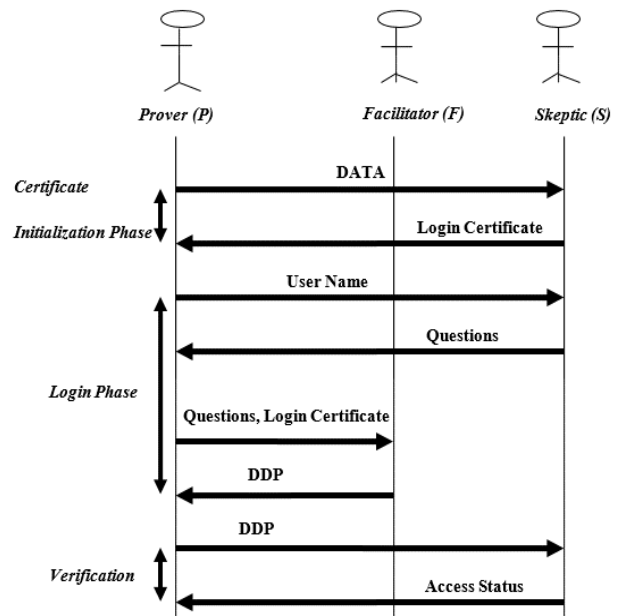 Prover (P)
Facilitator (F)
Skeptic (S)
DATA
Certificate
Initialization Phase
Login Certificate
User Name
Questions
Login Phase
Questions, Login Certificate
DDP
DDP
Verification
Access Status